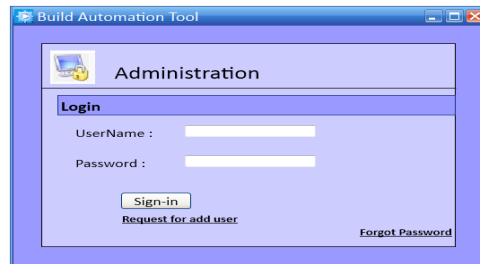 Build Automation Tool
Administration
Login
UserName :
Password :
Sign-in
Request for add user
Forgot Password